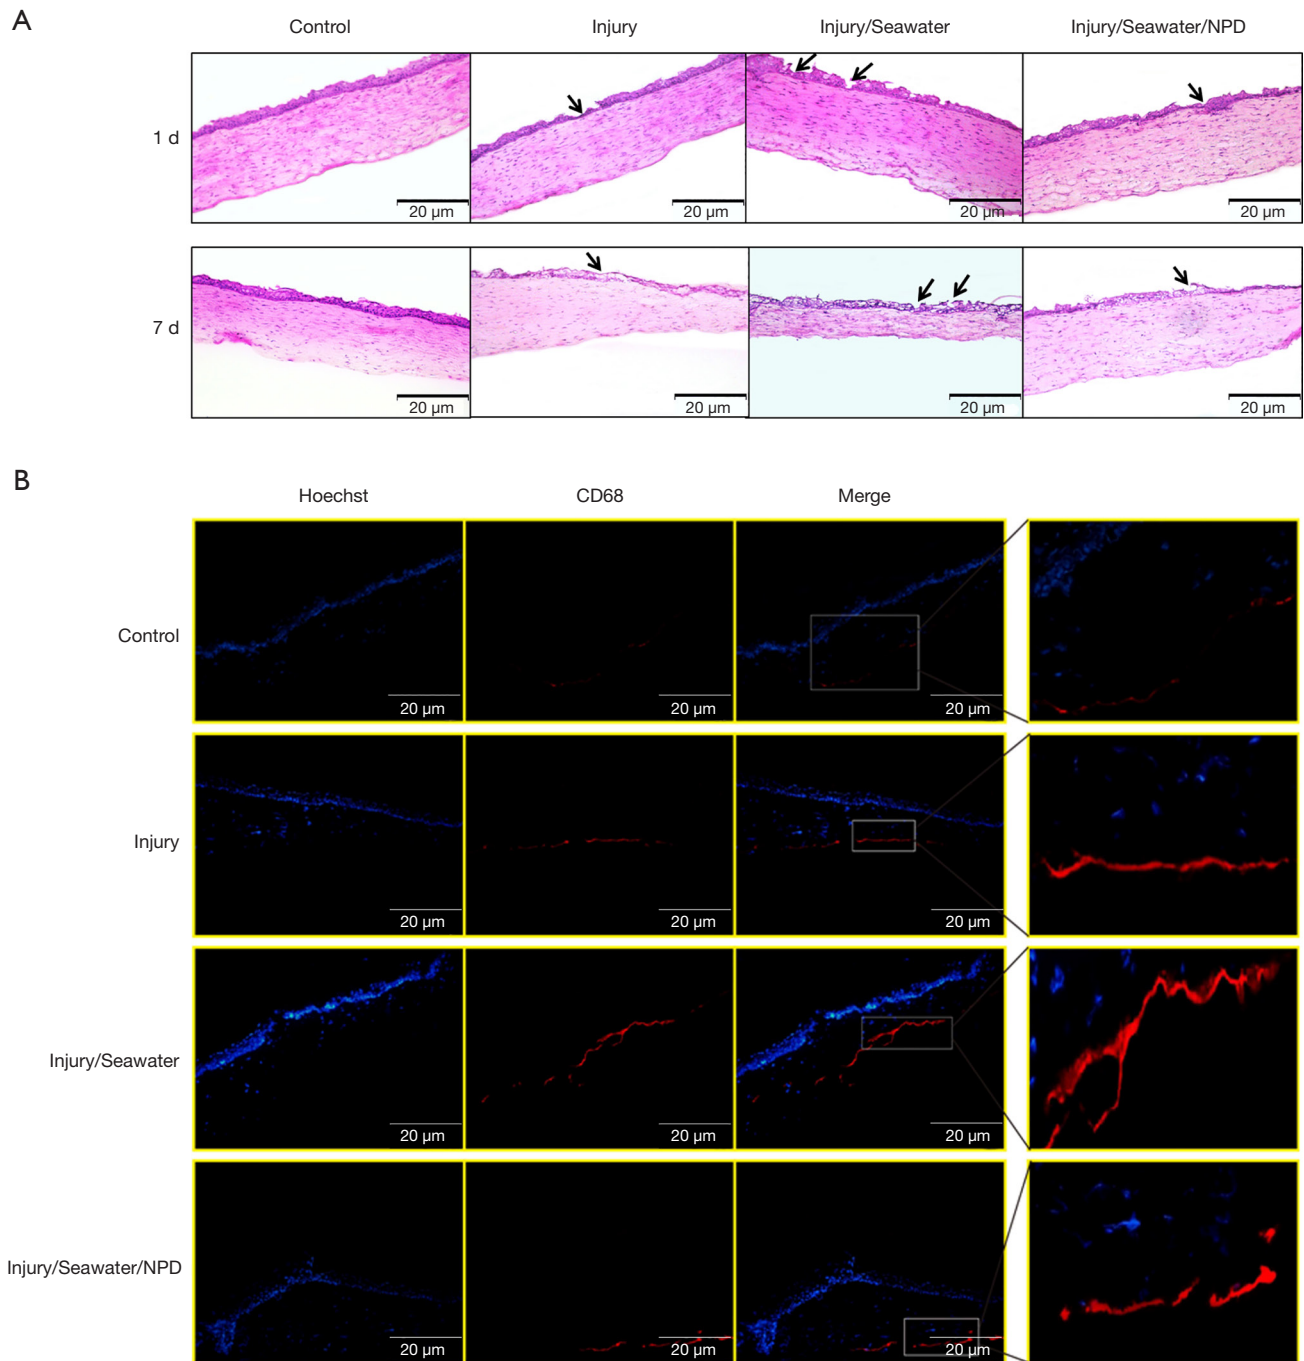 A
Control Injury Injury/Seawater Injury/Seawater/NPD
1 d
20 µm 20 µm 20 µm 20 µm
7 d
20 µm 20 µm 20 µm 20 µm
B
Hoechst CD68 Merge
Control
20 µm 20 µm 20 µm
Injury
20 µm 20 µm 20 µm
Injury/Seawater
20 µm 20 µm 20 µm
Injury/Seawater/NPD
20 µm 20 µm 20 µm